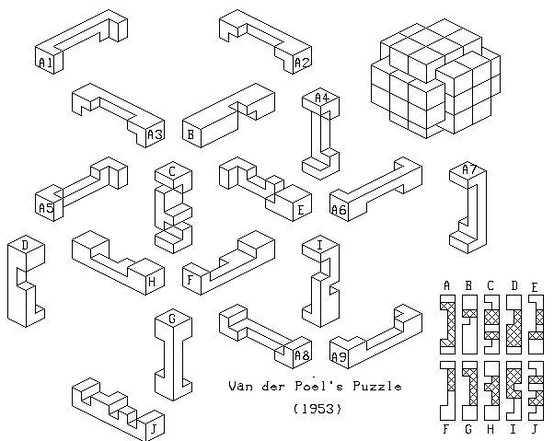 A1
A2
A3
B
A4
A5
C
E
A6
A7
D
H
F
I
G
A8
A9
J
Van der Poel's Puzzle
(1953)
A B C D E
F G H I J